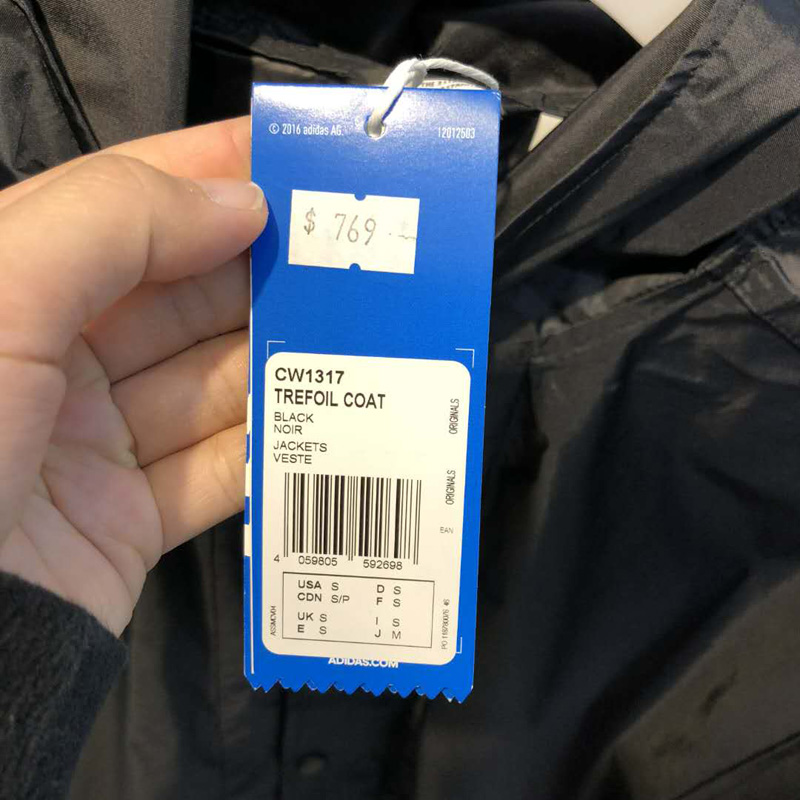 © 2016 adidas AG. 12012503
$ 769
CW1317
TREFOIL COAT
BLACK
NOIR
JACKETS
VESTE
ORIGINALS
ORIGINALS
EAN
4 059805 592698
USA S D S
CDN S/P F S
UK S I S
E S J M
ADIDAS.COM